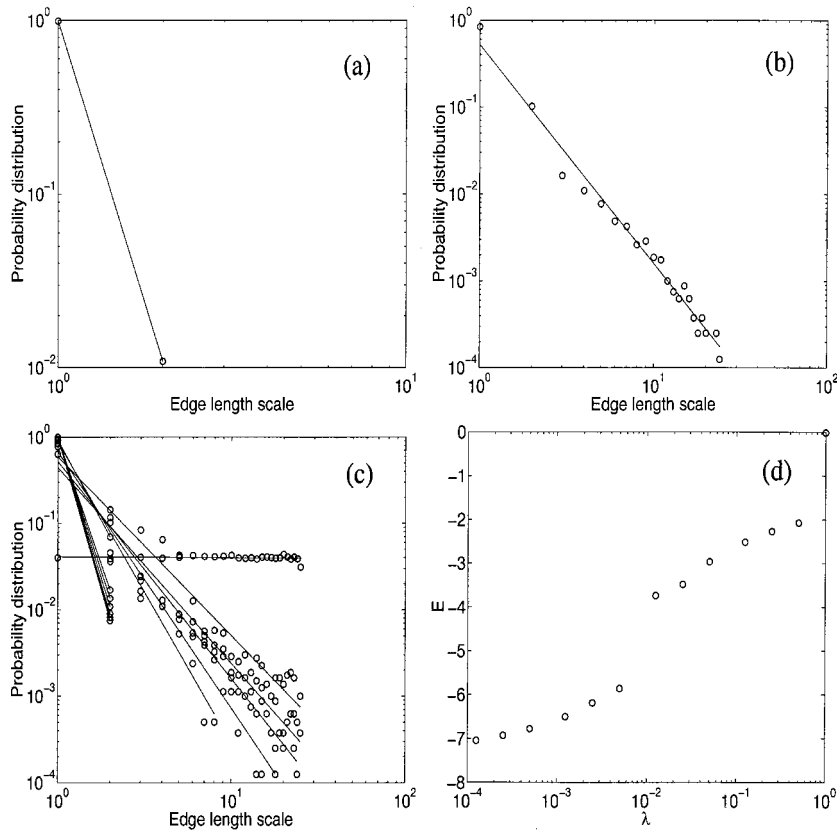 10^0
(a)
10^-1
10^-2
Probability distribution
10^0
10^1
Edge length scale
10^0
(b)
10^-1
10^-2
10^-3
10^-4
Probability distribution
10^0
10^1
10^2
Edge length scale
10^0
(c)
10^-1
10^-2
10^-3
10^-4
Probability distribution
10^0
10^1
10^2
Edge length scale
0
(d)
-1
-2
-3
-4
-5
-6
-7
-8
E
10^-4
10^-3
10^-2
10^-1
10^0
λ